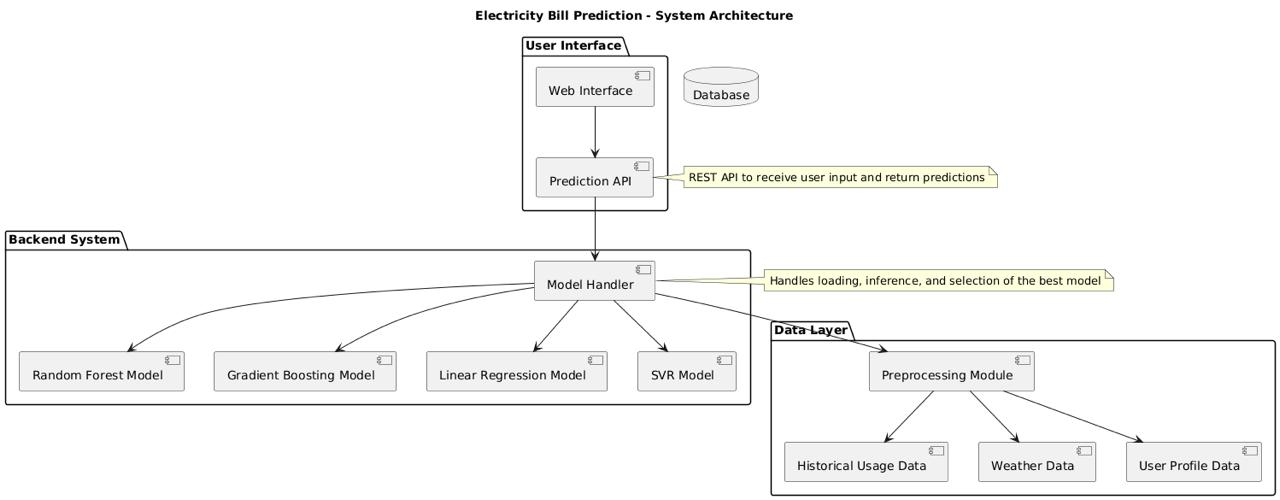 Electricity Bill Prediction - System Architecture
User Interface
Web Interface
Database
Prediction API
REST API to receive user input and return predictions
Backend System
Model Handler
Handles loading, inference, and selection of the best model
Data Layer
Random Forest Model
Gradient Boosting Model
Linear Regression Model
SVR Model
Preprocessing Module
Historical Usage Data
Weather Data
User Profile Data